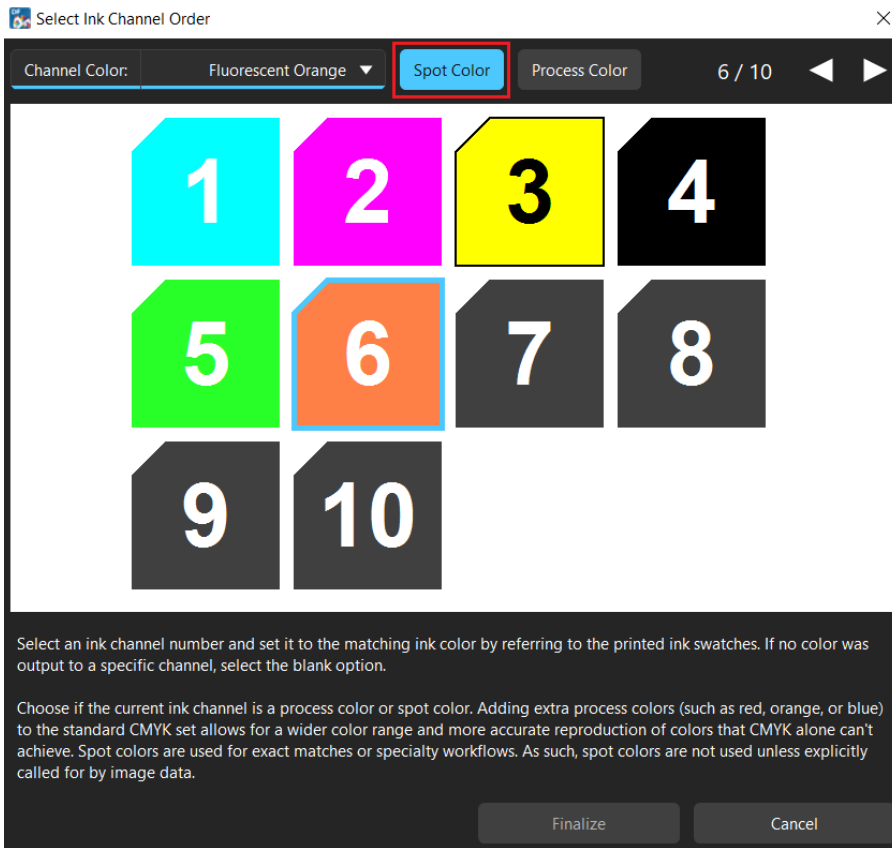 Select Ink Channel Order
Channel Color: Fluorescent Orange Spot Color Process Color 6 / 10
1 2 3 4
5 6 7 8
9 10
Select an ink channel number and set it to the matching ink color by referring to the printed ink swatches. If no color was
output to a specific channel, select the blank option.
Choose if the current ink channel is a process color or spot color. Adding extra process colors (such as red, orange, or blue)
to the standard CMYK set allows for a wider color range and more accurate reproduction of colors that CMYK alone can't
achieve. Spot colors are used for exact matches or specialty workflows. As such, spot colors are not used unless explicitly
called for by image data.
Finalize Cancel